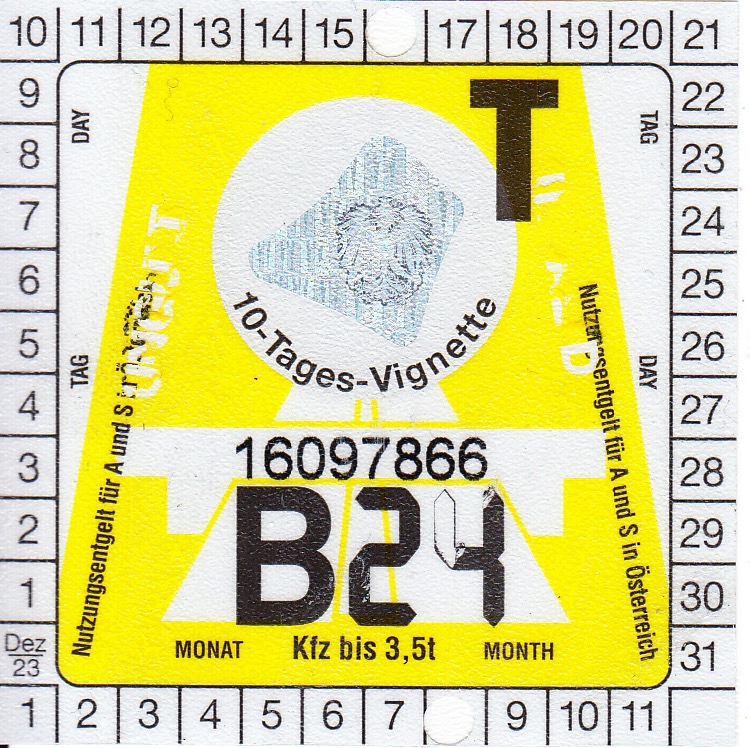 10 11 12 13 14 15 17 18 19 20 21
9 22
8 23
7 24
6 25
5 26
4 27
3 28
2 29
1 30
Dez 23 31
1 2 3 4 5 6 7 9 10 11
DAY
TAG
T
10-Tages-Vignette
TAG
DAY
Nutzungsentgelt für A und S in
Nutzungsentgelt für A und S in Österreich
16097866
B24
MONAT Kfz bis 3,5t MONTH